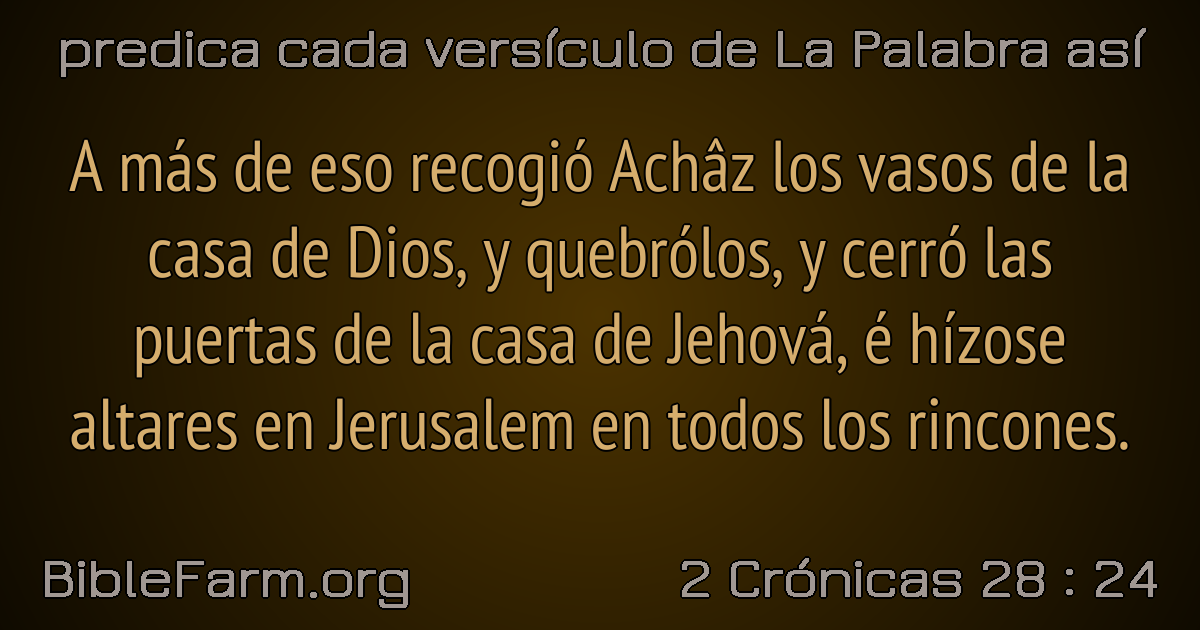 predica cada versículo de La Palabra así
A más de eso recogió Achâz los vasos de la
casa de Dios, y quebrólos, y cerró las
puertas de la casa de Jehová, é hízose
altares en Jerusalem en todos los rincones.
BibleFarm.org
2 Crónicas 28 : 24